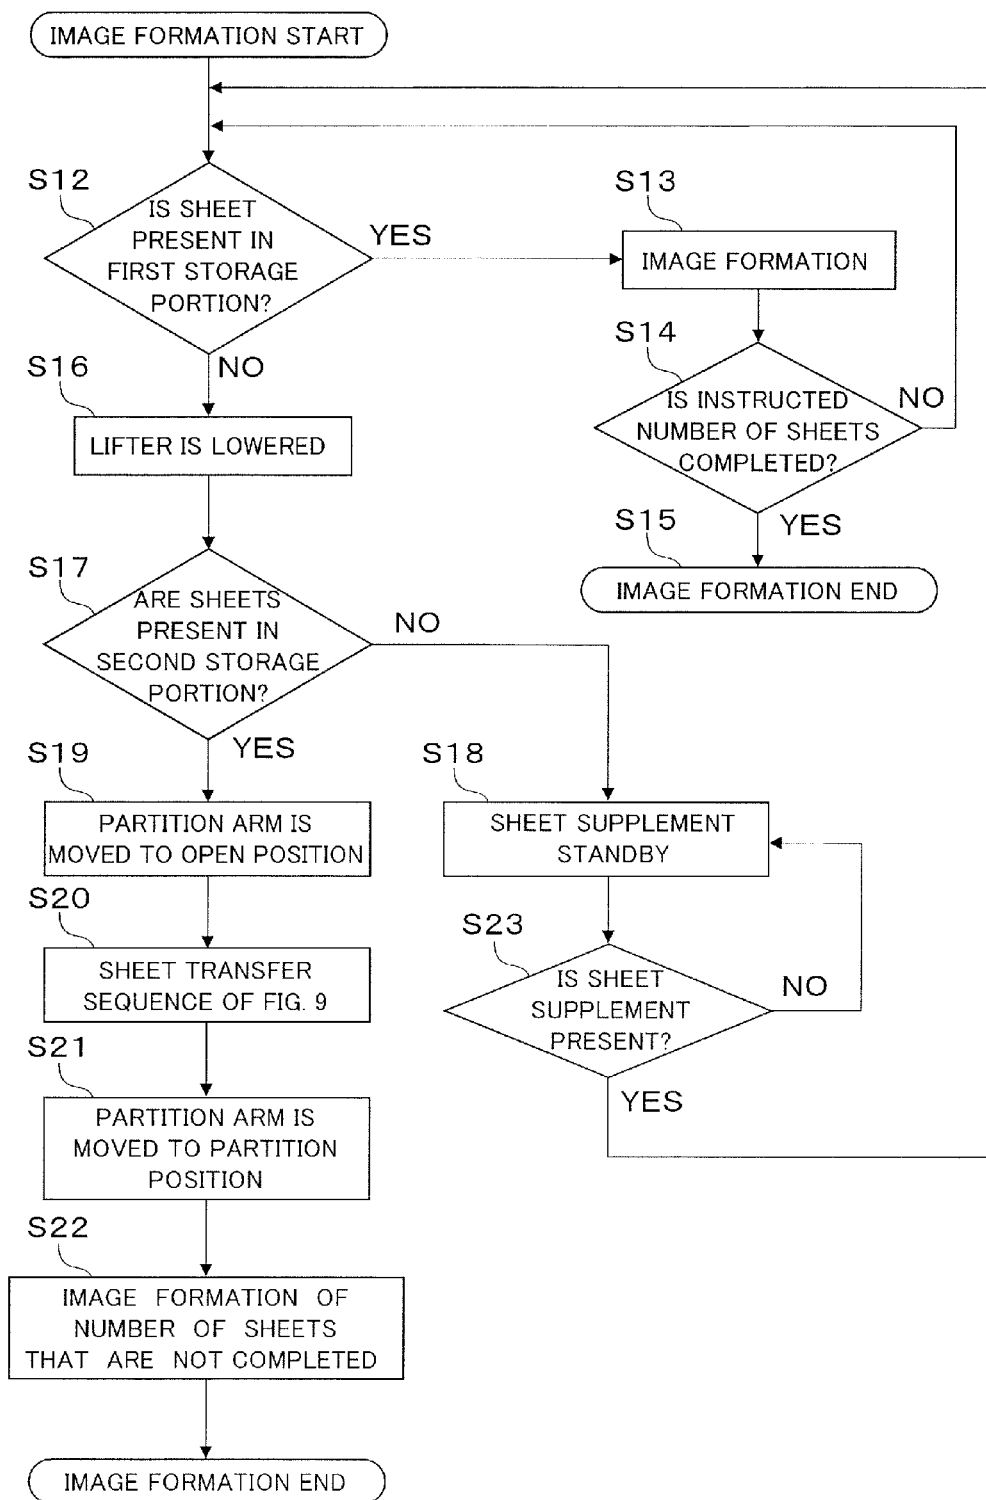 IMAGE FORMATION START
S12
IS SHEET
PRESENT IN
FIRST STORAGE
PORTION?
YES
NO
S13
IMAGE FORMATION
S14
IS INSTRUCTED
NUMBER OF SHEETS
COMPLETED?
NO
YES
S15
IMAGE FORMATION END
S16
LIFTER IS LOWERED
S17
ARE SHEETS
PRESENT IN
SECOND STORAGE
PORTION?
NO
YES
S18
SHEET SUPPLEMENT
STANDBY
S23
IS SHEET
SUPPLEMENT
PRESENT?
NO
YES
S19
PARTITION ARM IS
MOVED TO OPEN POSITION
S20
SHEET TRANSFER
SEQUENCE OF FIG. 9
S21
PARTITION ARM IS
MOVED TO PARTITION
POSITION
S22
IMAGE FORMATION OF
NUMBER OF SHEETS
THAT ARE NOT COMPLETED
IMAGE FORMATION END